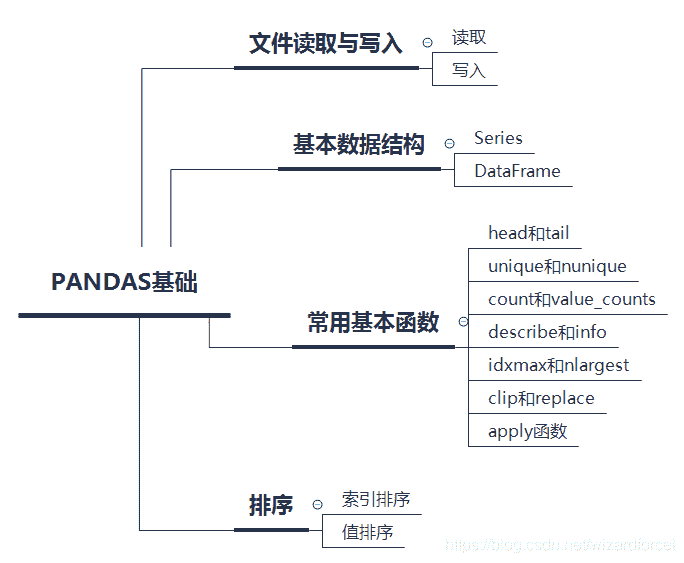 文件读取与写入
读取
写入
基本数据结构
Series
DataFrame
PANDAS基础
常用基本函数
head和tail
unique和nunique
count和value_counts
describe和info
idxmax和nlargest
clip和replace
apply函数
排序
索引排序
值排序
https://blog.csdn.net/wizardforcel